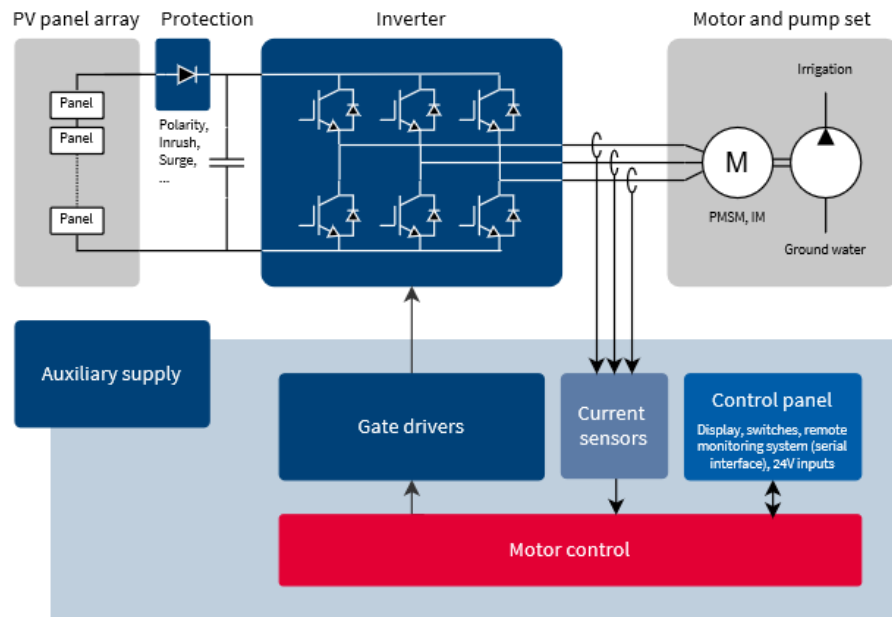 PV panel array
Protection
Inverter
Motor and pump set
Panel
Panel
Panel
Polarity,
Inrush,
Surge,
...
Irrigation
M
PMSM, IM
Ground water
Auxiliary supply
Gate drivers
Current
sensors
Control panel
Display, switches, remote
monitoring system (serial
interface), 24V inputs
Motor control